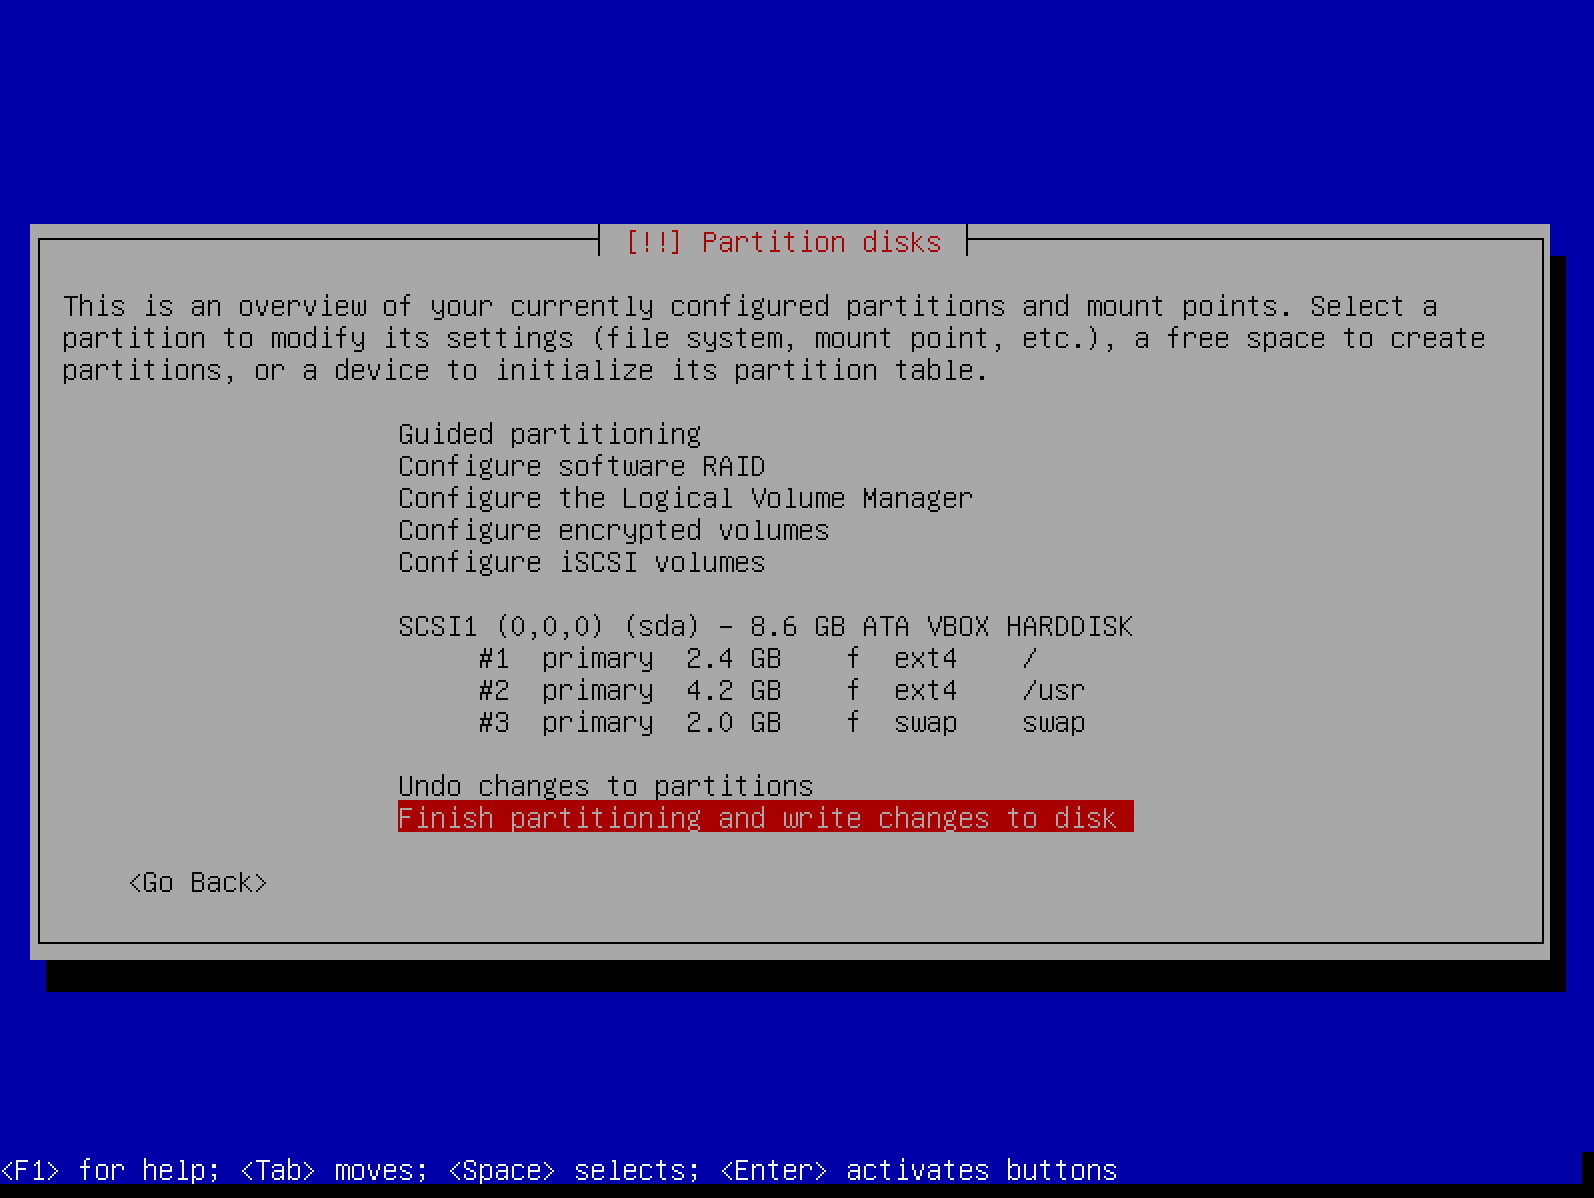 [!!] Partition disks
This is an overview of your currently configured partitions and mount points. Select a
partition to modify its settings (file system, mount point, etc.), a free space to create
partitions, or a device to initialize its partition table.
Guided partitioning
Configure software RAID
Configure the Logical Volume Manager
Configure encrypted volumes
Configure iSCSI volumes
SCSI1 (0,0,0) (sda) - 8.6 GB ATA VBOX HARDDISK
#1 primary 2.4 GB f ext4 /
#2 primary 4.2 GB f ext4 /usr
#3 primary 2.0 GB f swap swap
Undo changes to partitions
Finish partitioning and write changes to disk
<Go Back>
<F1> for help; <Tab> moves; <Space> selects; <Enter> activates buttons